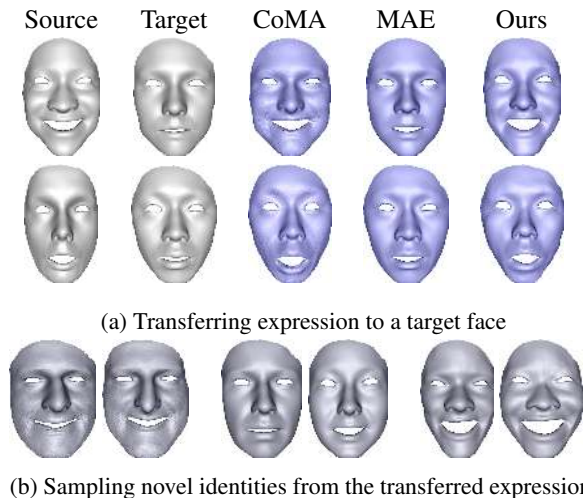 Source Target CoMA MAE Ours
(a) Transferring expression to a target face
(b) Sampling novel identities from the transferred expression